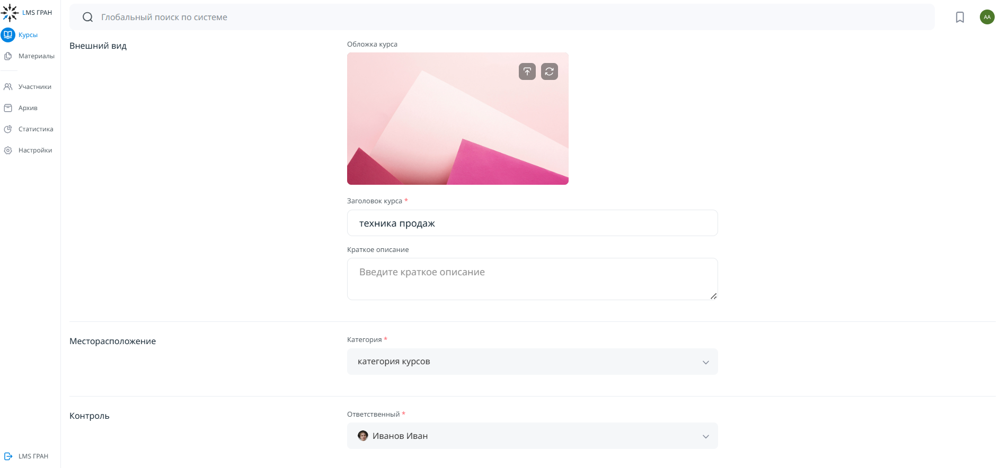 LMS ГРАН
Глобальный поиск по системе
AA
Курсы
Материалы
Участники
Архив
Статистика
Настройки
LMS ГРАН
Внешний вид
Обложка курса
Заголовок курса *
техника продаж
Краткое описание
Введите краткое описание
Месторасположение
Категория *
категория курсов
Контроль
Ответственный *
Иванов Иван